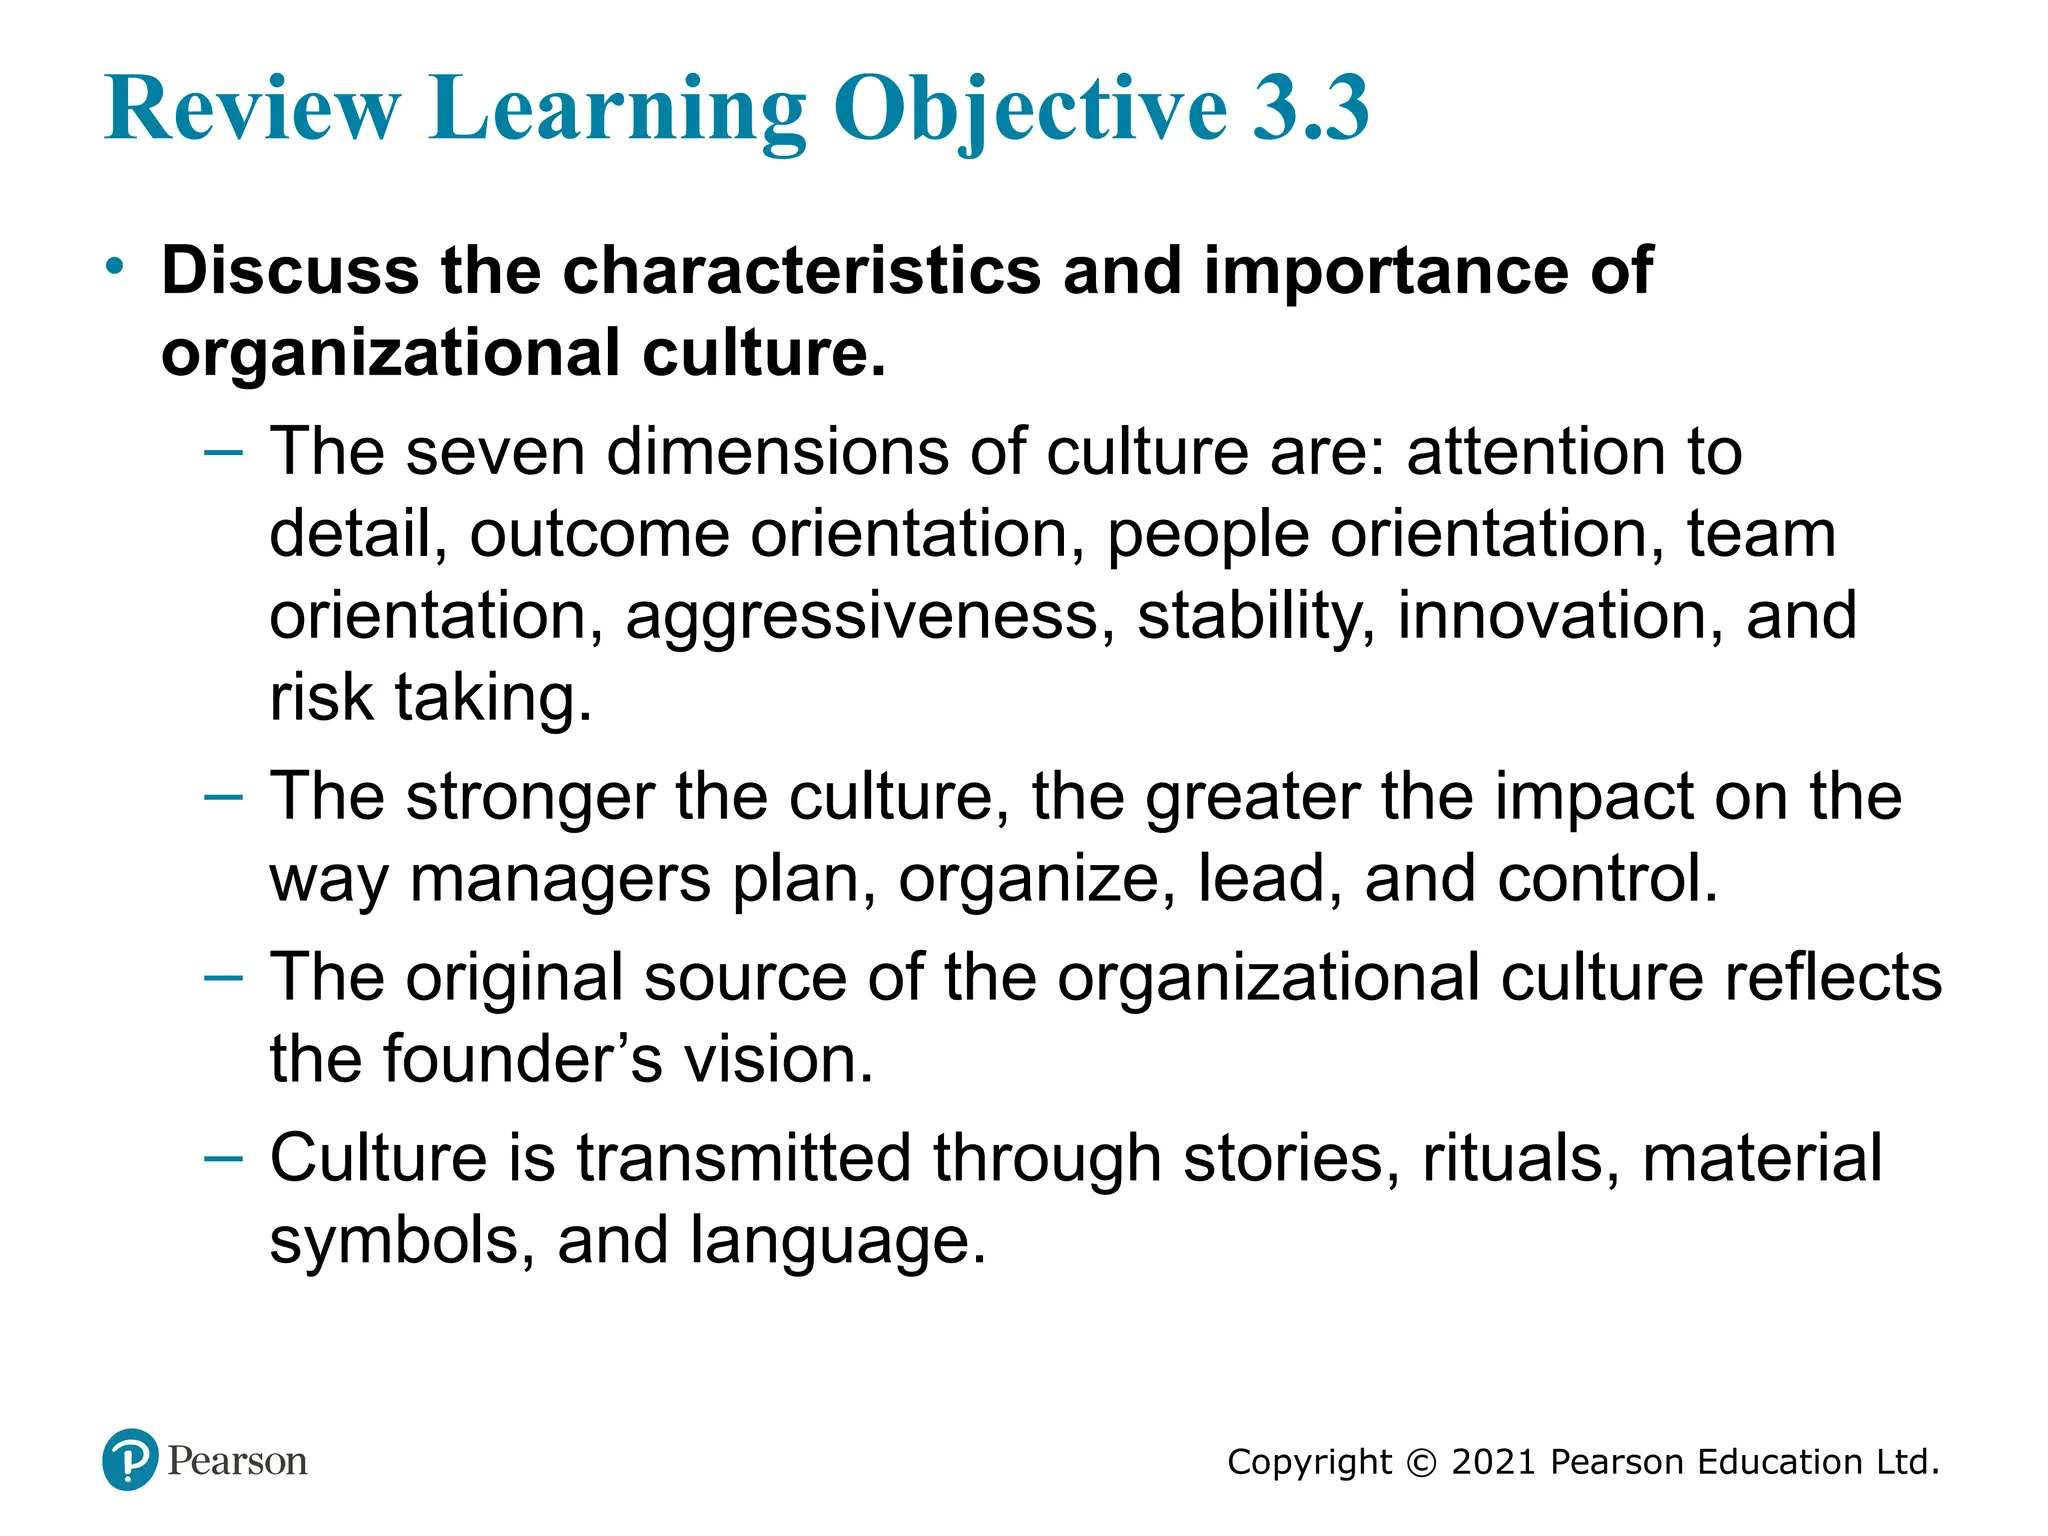 Review Learning Objective 3.3
• Discuss the characteristics and importance of
organizational culture.
– The seven dimensions of culture are: attention to
detail, outcome orientation, people orientation, team
orientation, aggressiveness, stability, innovation, and
risk taking.
– The stronger the culture, the greater the impact on the
way managers plan, organize, lead, and control.
– The original source of the organizational culture reflects
the founder’s vision.
– Culture is transmitted through stories, rituals, material
symbols, and language.
P Pearson
Copyright © 2021 Pearson Education Ltd.